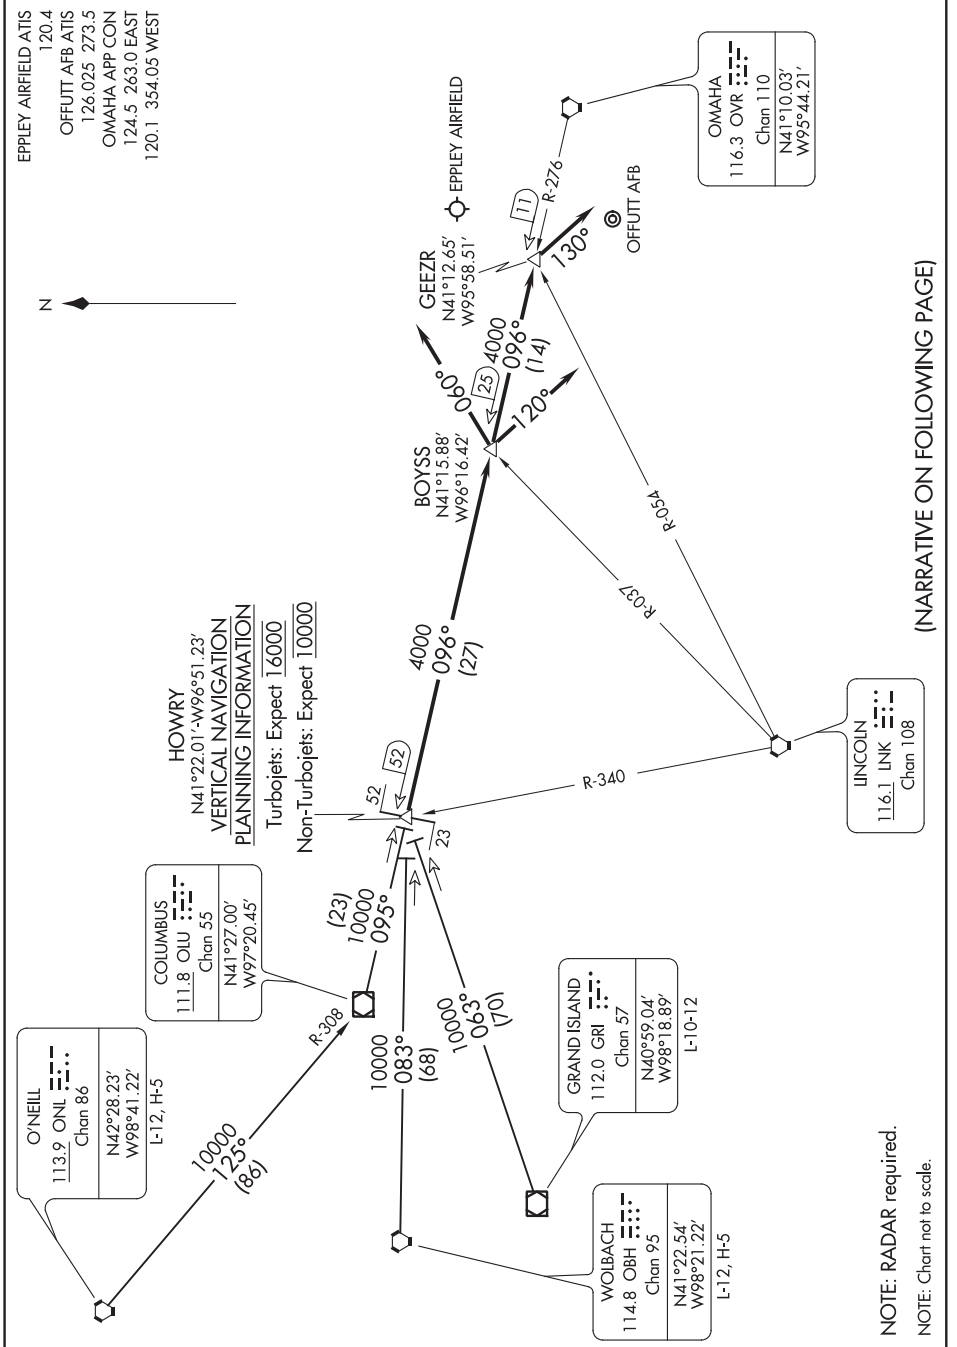 EPPLEY AIRFIELD ATIS
120.4
OFFUTT AFB ATIS
126.025 273.5
OMAHA APP CON
124.5 263.0 EAST
120.1 354.05 WEST
N
O'NEILL
113.9 ONL
Chan 86
N42°28.23'
W98°41.22'
L-12, H-5
10000
125°
(86)
R-308
COLUMBUS
111.8 OLU
Chan 55
N41°27.00'
W97°20.45'
HOWRY
N41°22.01'-W96°51.23'
VERTICAL NAVIGATION
PLANNING INFORMATION
Turbojets: Expect 16000
Non-Turbojets: Expect 10000
(23)
10000
095°
10000
083°
(68)
10000
063°
(70)
52
52
23
4000
096°
(27)
BOYSS
N41°15.88'
W96°16.42'
060°
25
120°
4000
096°
(14)
GEEZR
N41°12.65'
W95°58.51'
11
R-276
130°
EPPLEY AIRFIELD
OFFUTT AFB
OMAHA
116.3 OVR
Chan 110
N41°10.03'
W95°44.21'
R-054
R-037
R-340
LINCOLN
116.1 LNK
Chan 108
GRAND ISLAND
112.0 GRI
Chan 57
N40°59.04'
W98°18.89'
L-10-12
WOLBACH
114.8 OBH
Chan 95
N41°22.54'
W98°21.22'
L-12, H-5
NOTE: RADAR required.
NOTE: Chart not to scale.
(NARRATIVE ON FOLLOWING PAGE)